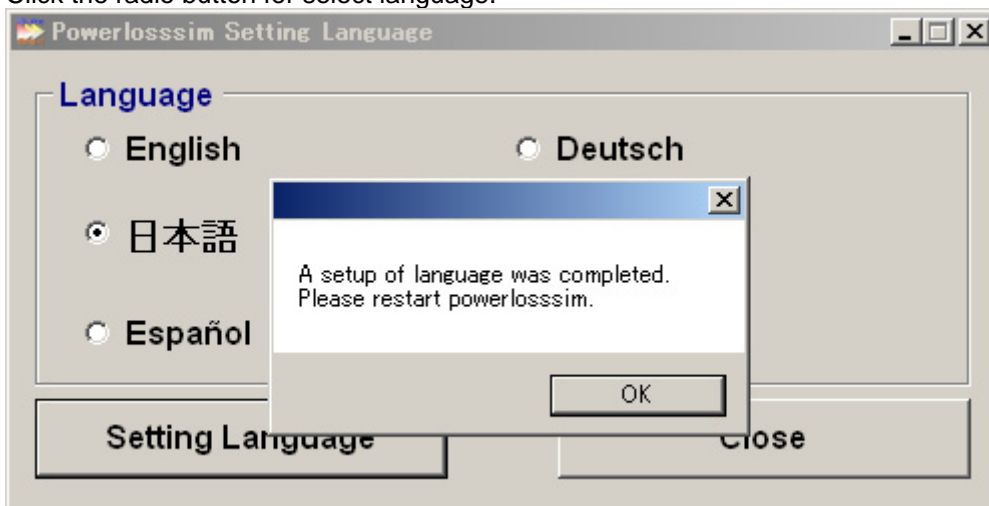 Click the radio button for select language.
Powerlosssim Setting Language
Language
English
Deutsch
日本語
Español
A setup of language was completed.
Please restart powerlosssim.
OK
Setting Language
Close